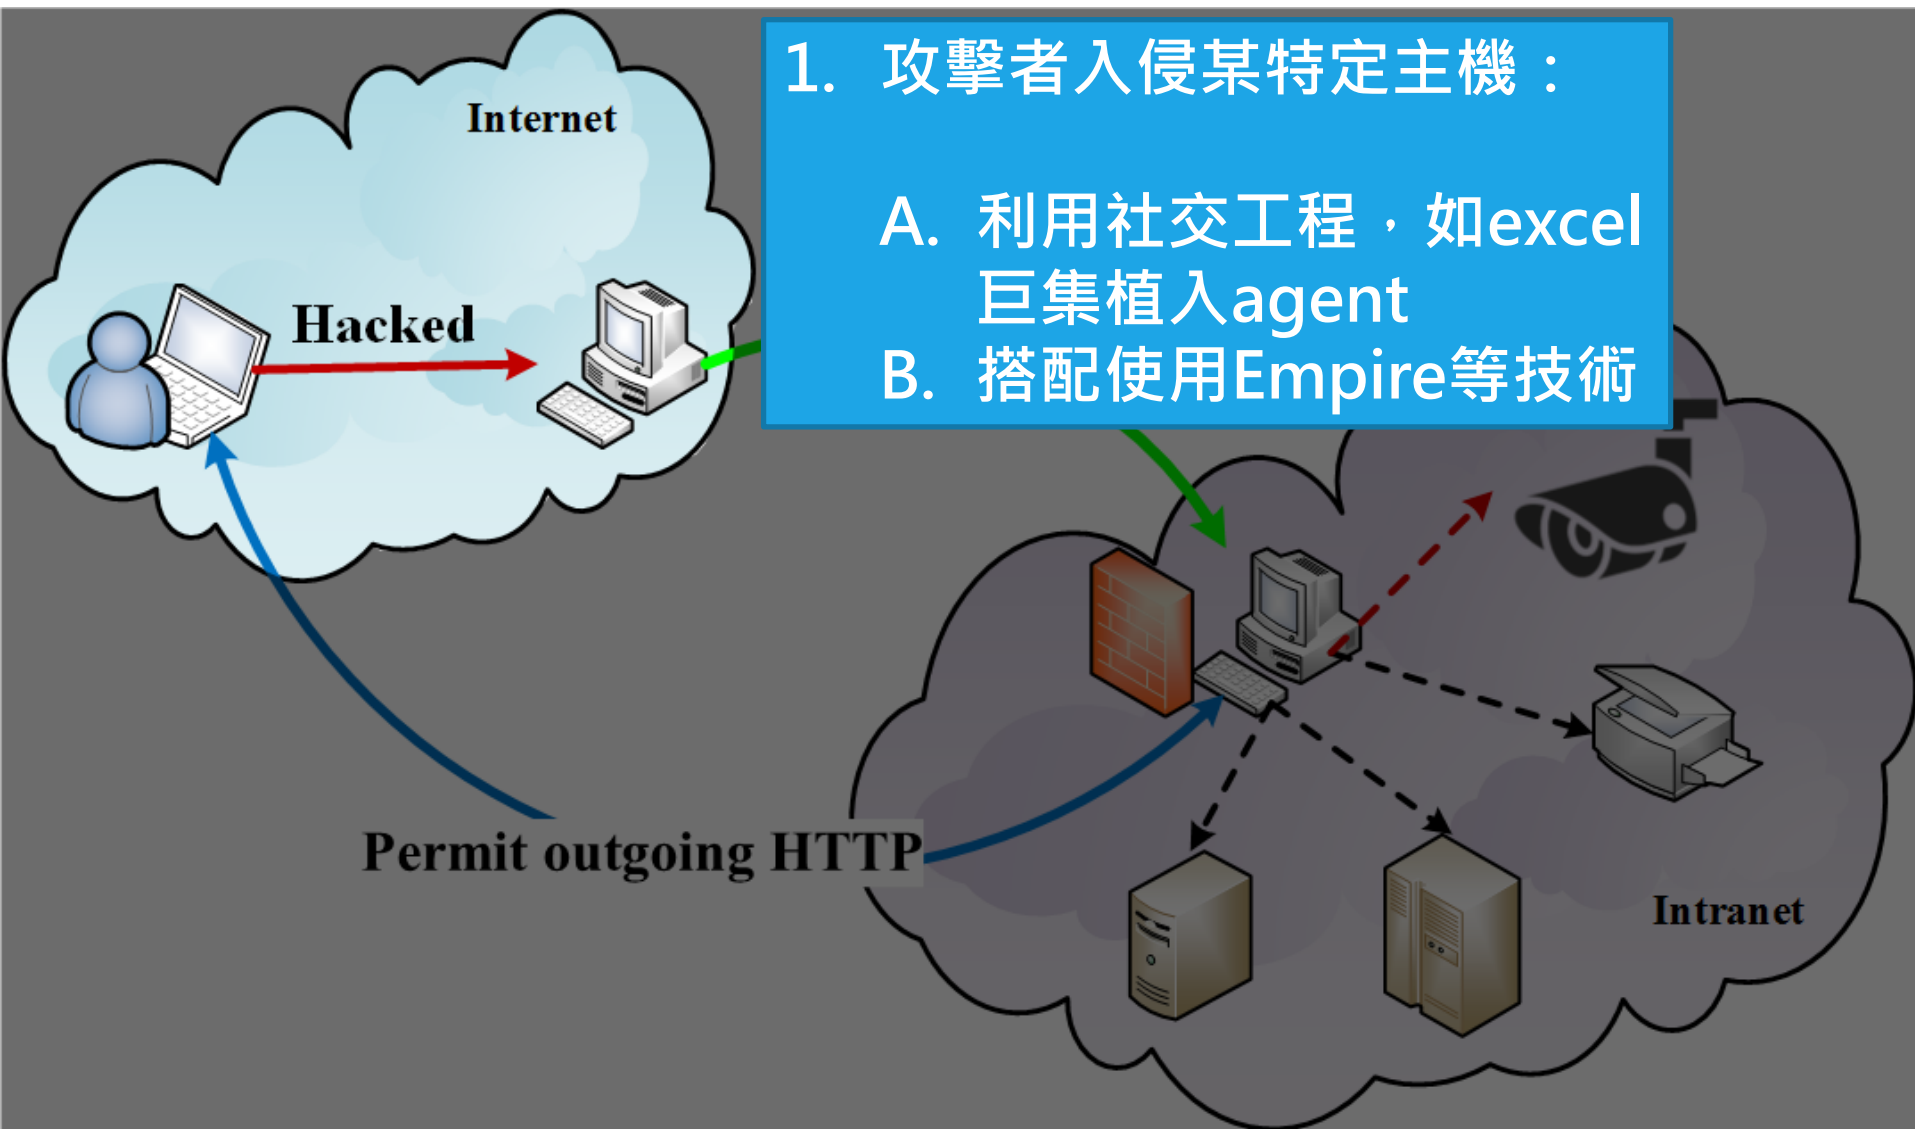 1. 攻擊者入侵某特定主機：
A. 利用社交工程，如excel
巨集植入agent
B. 搭配使用Empire等技術
Internet
Hacked
Permit outgoing HTTP
Intranet